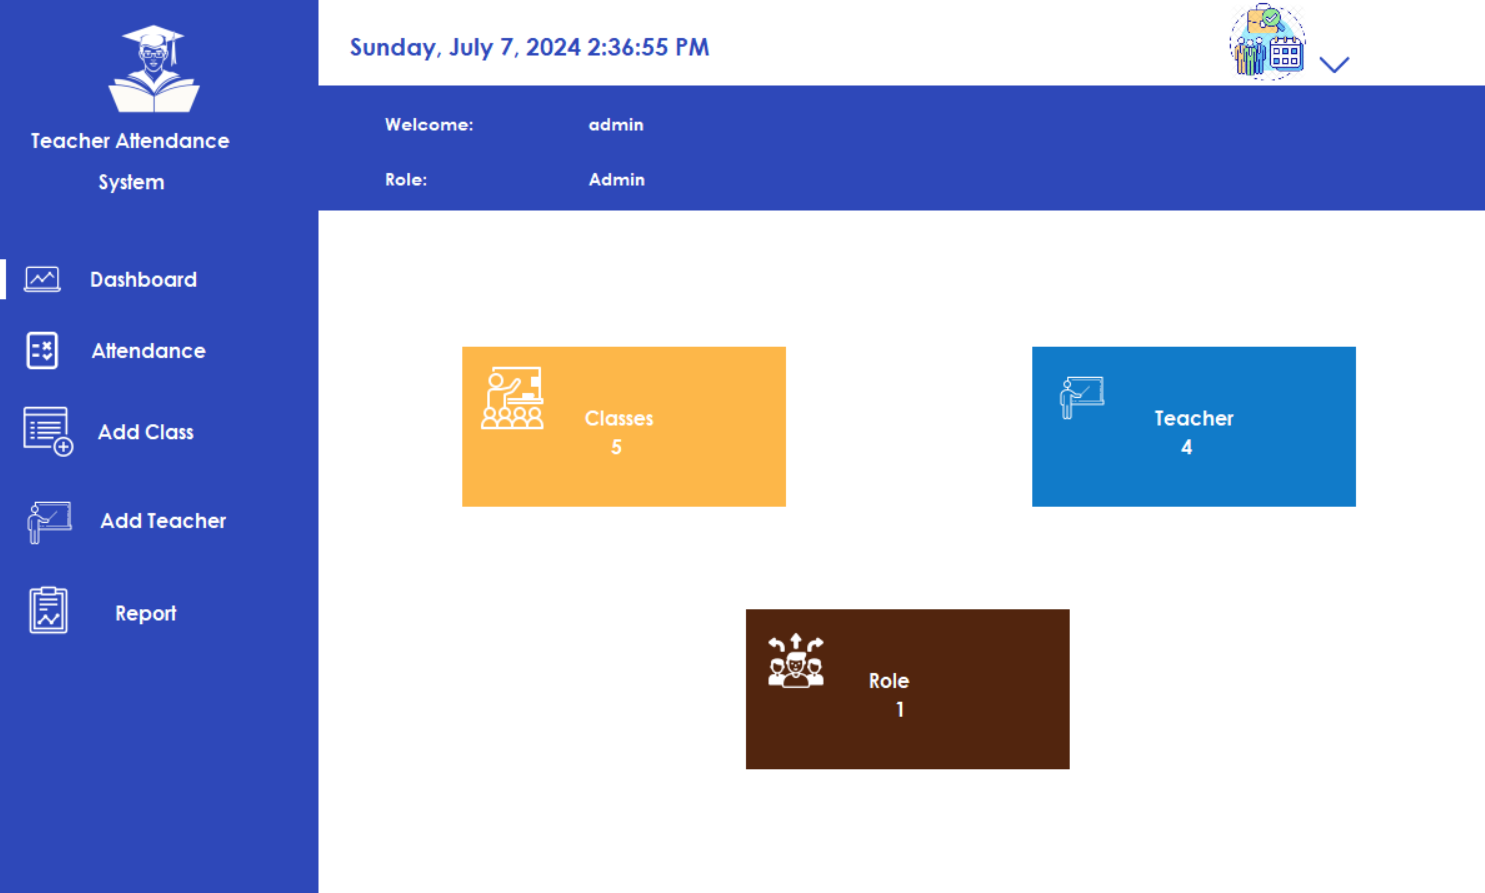 Teacher Attendance
System
Dashboard
Attendance
Add Class
Add Teacher
Report
Sunday, July 7, 2024 2:36:55 PM
Welcome: admin
Role: Admin
Classes
5
Teacher
4
Role
1